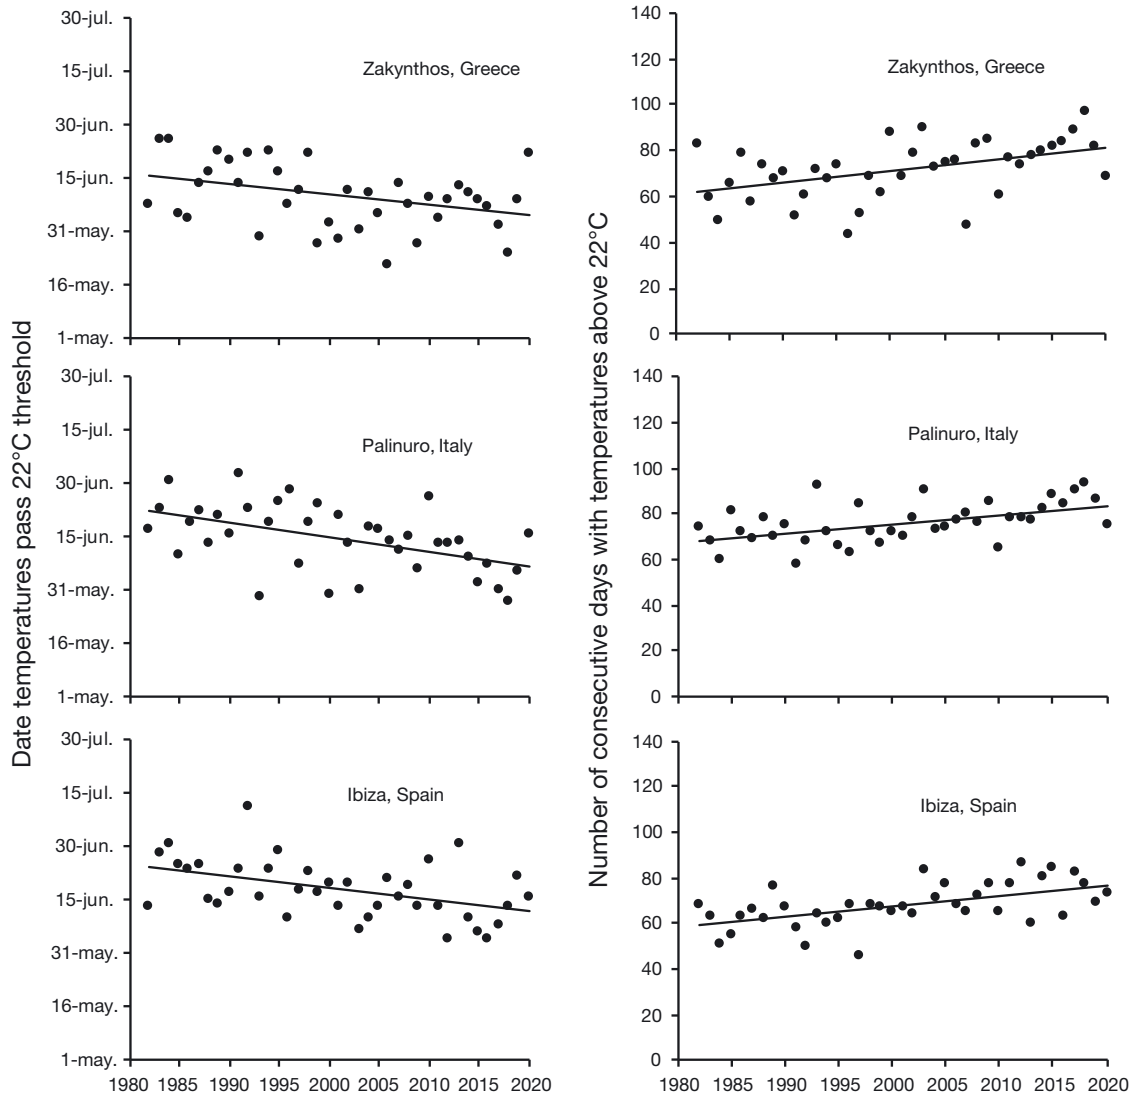 Date temperatures pass 22°C threshold
30-jul.
15-jul.
30-jun.
15-jun.
31-may.
16-may.
1-may.
Zakynthos, Greece
30-jul.
15-jul.
30-jun.
15-jun.
31-may.
16-may.
1-may.
Palinuro, Italy
30-jul.
15-jul.
30-jun.
15-jun.
31-may.
16-may.
1-may.
Ibiza, Spain
1980 1985 1990 1995 2000 2005 2010 2015 2020
Number of consecutive days with temperatures above 22°C
140
120
100
80
60
40
20
0
Zakynthos, Greece
140
120
100
80
60
40
20
0
Palinuro, Italy
140
120
100
80
60
40
20
0
Ibiza, Spain
1980 1985 1990 1995 2000 2005 2010 2015 2020